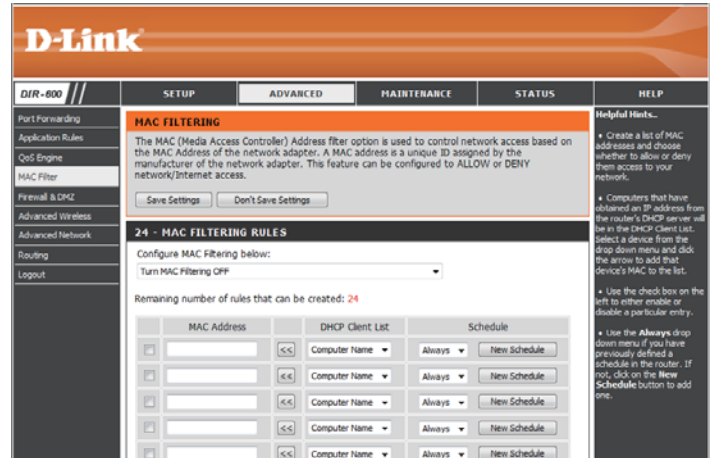 D-Link
DIR-600
SETUP
ADVANCED
MAINTENANCE
STATUS
HELP
Port Forwarding
Application Rules
QoS Engine
MAC Filter
Firewall & DMZ
Advanced Wireless
Advanced Network
Routing
Logout
MAC FILTERING
The MAC (Media Access Controller) Address filter option is used to control network access based on
the MAC Address of the network adapter. A MAC address is a unique ID assigned by the
manufacturer of the network adapter. This feature can be configured to ALLOW or DENY
network/Internet access.
Save Settings
Don't Save Settings
24 - MAC FILTERING RULES
Configure MAC Filtering below:
Turn MAC Filtering OFF
Remaining number of rules that can be created: 24
MAC Address
DHCP Client List
Schedule
<< Computer Name Always New Schedule
<< Computer Name Always New Schedule
<< Computer Name Always New Schedule
<< Computer Name Always New Schedule
<< Computer Name Always New Schedule
Helpful Hints..
• Create a list of MAC
addresses and choose
whether to allow or deny
them access to your
network.
• Computers that have
obtained an IP address from
the router's DHCP server will
be in the DHCP Client List.
Select a device from the
drop down menu and click
the arrow to add that
device's MAC to the list.
• Use the check box on the
left to either enable or
disable a particular entry.
• Use the Always drop
down menu if you have
previously defined a
schedule in the router. If
not, click on the New
Schedule button to add
one.